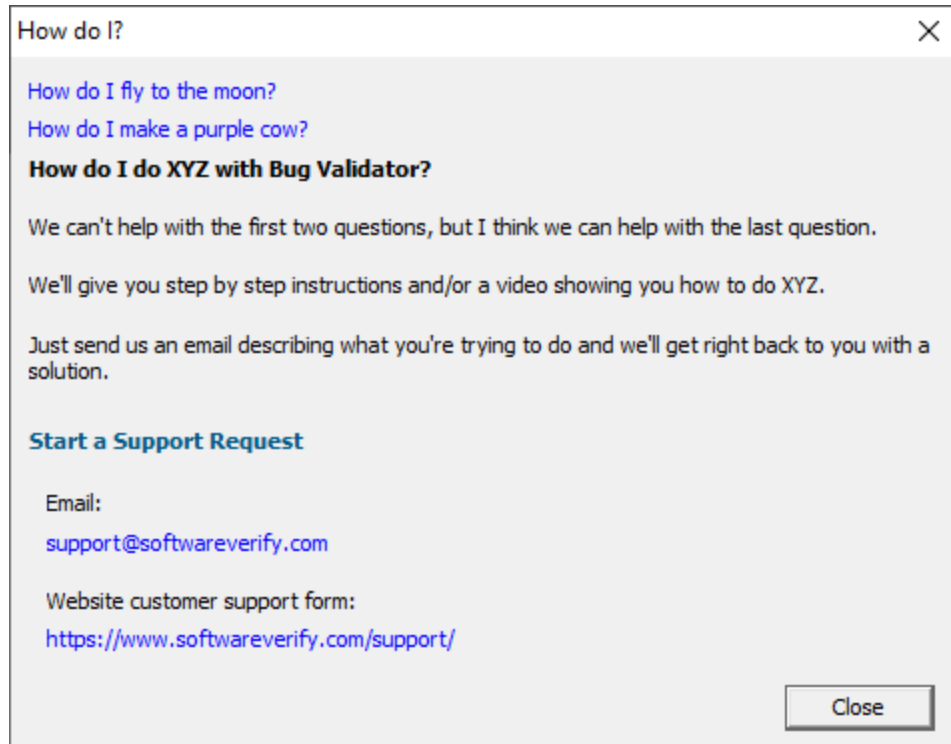 How do I?
How do I fly to the moon?
How do I make a purple cow?
How do I do XYZ with Bug Validator?
We can't help with the first two questions, but I think we can help with the last question.
We'll give you step by step instructions and/or a video showing you how to do XYZ.
Just send us an email describing what you're trying to do and we'll get right back to you with a
solution.
Start a Support Request
Email:
support@softwareverify.com
Website customer support form:
https://www.softwareverify.com/support/
Close